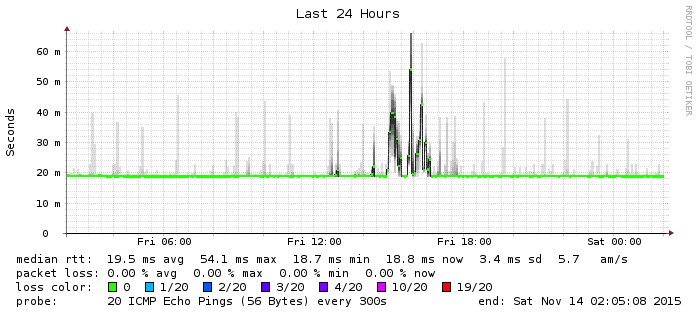 Last 24 Hours
RRDTOOL / TOBI OETIKER
Seconds
60 m
50 m
40 m
30 m
20 m
10 m
0
Fri 06:00 Fri 12:00 Fri 18:00 Sat 00:00
median rtt: 19.5 ms avg 54.1 ms max 18.7 ms min 18.8 ms now 3.4 ms sd 5.7 am/s
packet loss: 0.00 % avg 0.00 % max 0.00 % min 0.00 % now
loss color: 0 1/20 2/20 3/20 4/20 10/20 19/20
probe: 20 ICMP Echo Pings (56 Bytes) every 300s end: Sat Nov 14 02:05:08 2015